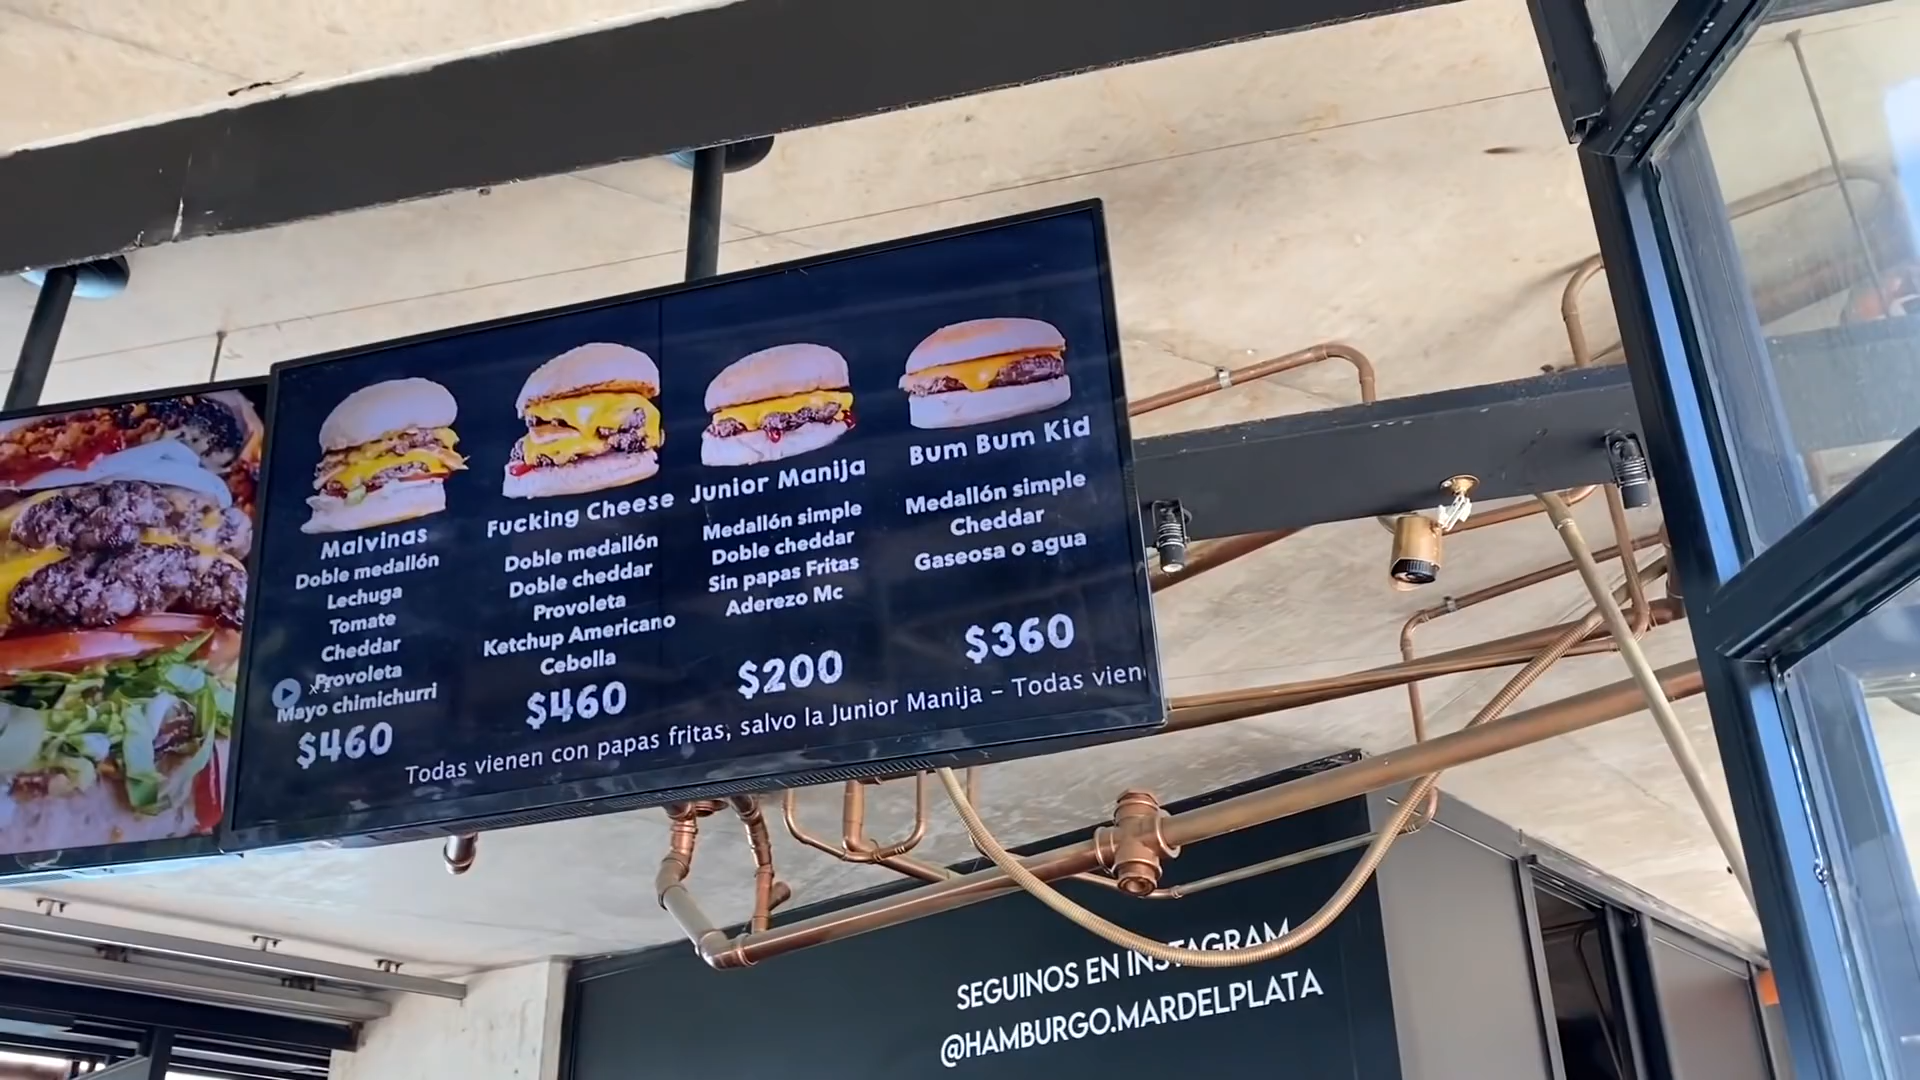 Malvinas
Doble medallón
Lechuga
Tomate
Cheddar
Provoleta
Mayo chimichurri
$460
Fucking Cheese
Doble medallón
Doble cheddar
Provoleta
Ketchup Americano
Cebolla
$460
Junior Manija
Medallón simple
Doble cheddar
Sin papas Fritas
Aderezo Mc
$200
Bum Bum Kid
Medallón simple
Cheddar
Gaseosa o agua
$360
Todas vienen con papas fritas, salvo la Junior Manija - Todas vien
SEGUINOS EN INSTAGRAM
@HAMBURGO.MARDELPLATA